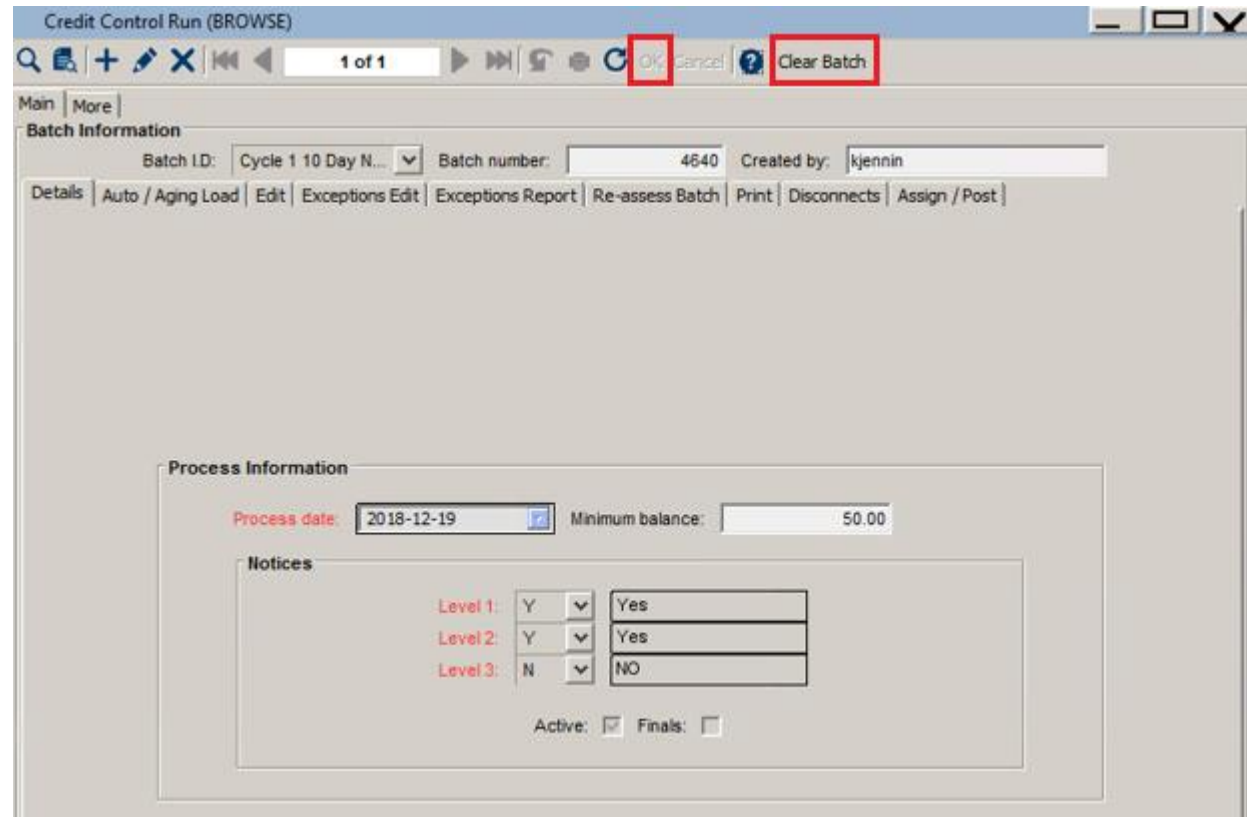 Credit Control Run (BROWSE)
1 of 1 OK Cancel Clear Batch
Main More
Batch Information
Batch I.D: Cycle 1 10 Day N... Batch number: 4640 Created by: kjennin
Details Auto / Aging Load Edit Exceptions Edit Exceptions Report Re-assess Batch Print Disconnects Assign / Post
Process Information
Process date: 2018-12-19 Minimum balance: 50.00
Notices
Level 1: Y Yes
Level 2: Y Yes
Level 3: N NO
Active: Finals: